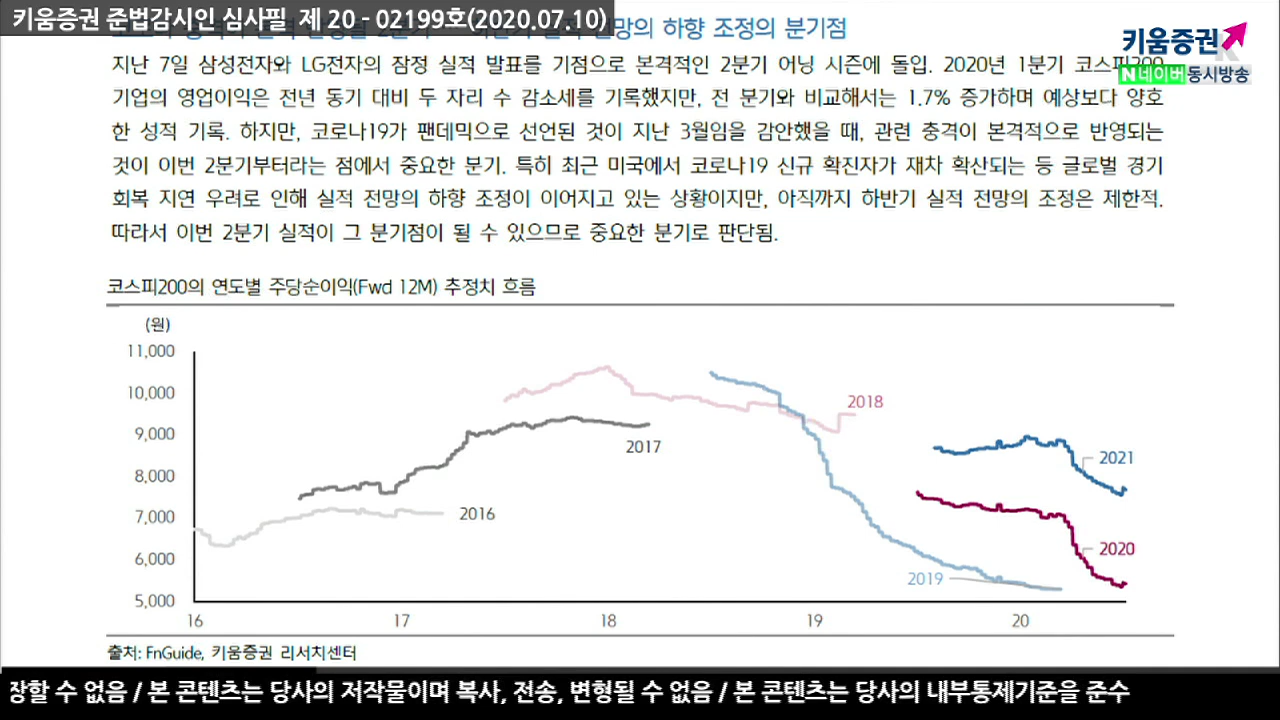 키움증권 준법감시인 심사필 제 20 - 02199호(2020.07.10)
전망의 하향 조정의 분기점
키움증권
N 네이버 동시방송
지난 7일 삼성전자와 LG전자의 잠정 실적 발표를 기점으로 본격적인 2분기 어닝 시즌에 돌입. 2020년 1분기 코스피200
기업의 영업이익은 전년 동기 대비 두 자리 수 감소세를 기록했지만, 전 분기와 비교해서는 1.7% 증가하며 예상보다 양호
한 성적 기록. 하지만, 코로나19가 팬데믹으로 선언된 것이 지난 3월임을 감안했을 때, 관련 충격이 본격적으로 반영되는
것이 이번 2분기부터라는 점에서 중요한 분기. 특히 최근 미국에서 코로나19 신규 확진자가 재차 확산되는 등 글로벌 경기
회복 지연 우려로 인해 실적 전망의 하향 조정이 이어지고 있는 상황이지만, 아직까지 하반기 실적 전망의 조정은 제한적.
따라서 이번 2분기 실적이 그 분기점이 될 수 있으므로 중요한 분기로 판단됨.
코스피200의 연도별 주당순이익(Fwd 12M) 추정치 흐름
(원)
11,000
10,000
9,000
8,000
7,000
6,000
5,000
2018
2017
2021
2016
2020
2019
16 17 18 19 20
출처: FnGuide, 키움증권 리서치센터
장할 수 없음 / 본 콘텐츠는 당사의 저작물이며 복사, 전송, 변형될 수 없음 / 본 콘텐츠는 당사의 내부통제기준을 준수